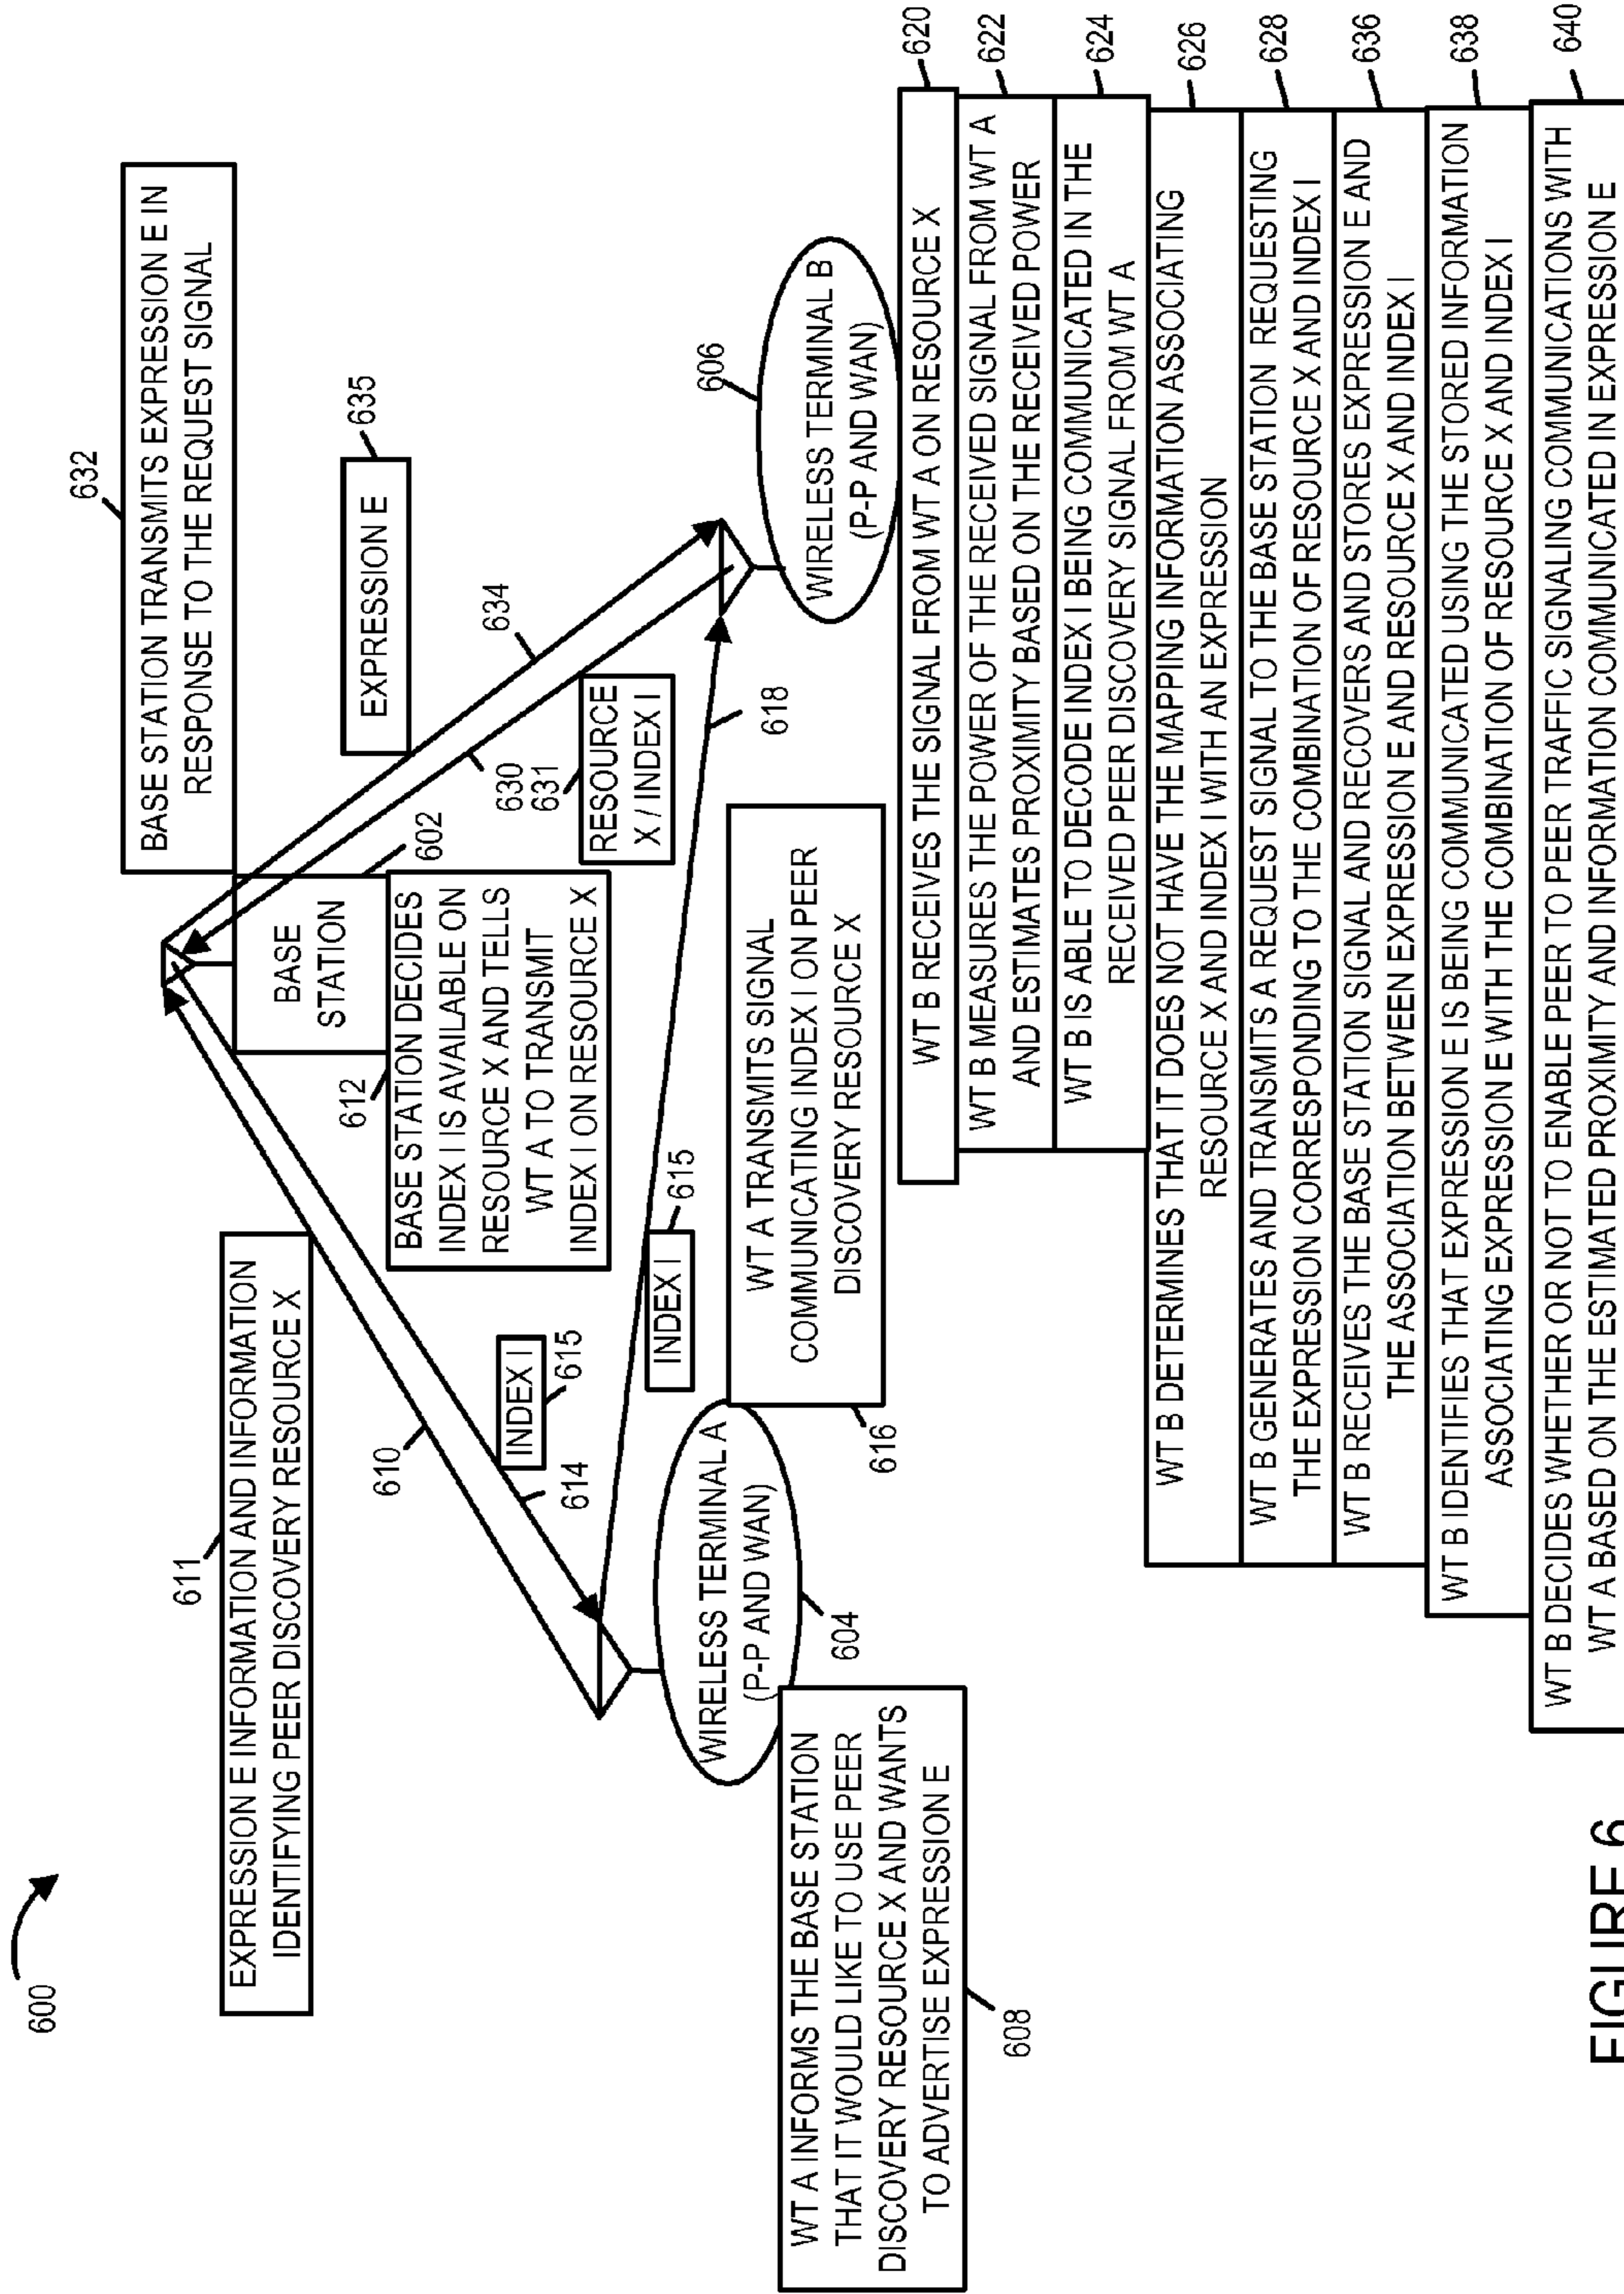 600
611
EXPRESSION E INFORMATION AND INFORMATION
IDENTIFYING PEER DISCOVERY RESOURCE X
632
BASE STATION TRANSMITS EXPRESSION E IN
RESPONSE TO THE REQUEST SIGNAL
635
EXPRESSION E
602
BASE
STATION
612
BASE STATION DECIDES
INDEX I IS AVAILABLE ON
RESOURCE X AND TELLS
WT A TO TRANSMIT
INDEX I ON RESOURCE X
610
614
INDEX I
615
634
630
631
RESOURCE
X / INDEX I
618
INDEX I
615
606
WIRELESS TERMINAL B
(P-P AND WAN)
WIRELESS TERMINAL A
(P-P AND WAN)
604
WT A TRANSMITS SIGNAL
COMMUNICATING INDEX I ON PEER
DISCOVERY RESOURCE X
616
WT A INFORMS THE BASE STATION
THAT IT WOULD LIKE TO USE PEER
DISCOVERY RESOURCE X AND WANTS
TO ADVERTISE EXPRESSION E
608
WT B RECEIVES THE SIGNAL FROM WT A ON RESOURCE X
620
WT B MEASURES THE POWER OF THE RECEIVED SIGNAL FROM WT A
AND ESTIMATES PROXIMITY BASED ON THE RECEIVED POWER
622
WT B IS ABLE TO DECODE INDEX I BEING COMMUNICATED IN THE
RECEIVED PEER DISCOVERY SIGNAL FROM WT A
624
WT B DETERMINES THAT IT DOES NOT HAVE THE MAPPING INFORMATION ASSOCIATING
RESOURCE X AND INDEX I WITH AN EXPRESSION
626
WT B GENERATES AND TRANSMITS A REQUEST SIGNAL TO THE BASE STATION REQUESTING
THE EXPRESSION CORRESPONDING TO THE COMBINATION OF RESOURCE X AND INDEX I
628
WT B RECEIVES THE BASE STATION SIGNAL AND RECOVERS AND STORES EXPRESSION E AND
THE ASSOCIATION BETWEEN EXPRESSION E AND RESOURCE X AND INDEX I
636
WT B IDENTIFIES THAT EXPRESSION E IS BEING COMMUNICATED USING THE STORED INFORMATION
ASSOCIATING EXPRESSION E WITH THE COMBINATION OF RESOURCE X AND INDEX I
638
WT B DECIDES WHETHER OR NOT TO ENABLE PEER TO PEER TRAFFIC SIGNALING COMMUNICATIONS WITH
WT A BASED ON THE ESTIMATED PROXIMITY AND INFORMATION COMMUNICATED IN EXPRESSION E
640
FIGURE 6